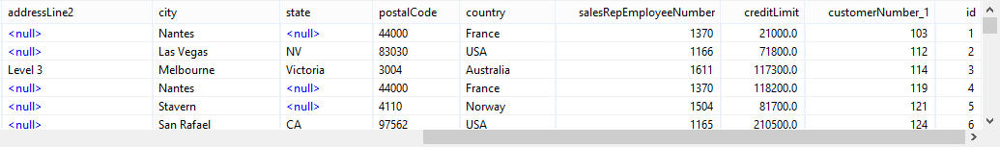 addressLine2 city state postalCode country salesRepEmployeeNumber creditLimit customerNumber_1 id
<null> Nantes <null> 44000 France 1370 21000.0 103 1
<null> Las Vegas NV 83030 USA 1166 71800.0 112 2
Level 3 Melbourne Victoria 3004 Australia 1611 117300.0 114 3
<null> Nantes <null> 44000 France 1370 118200.0 119 4
<null> Stavern <null> 4110 Norway 1504 81700.0 121 5
<null> San Rafael CA 97562 USA 1165 210500.0 124 6